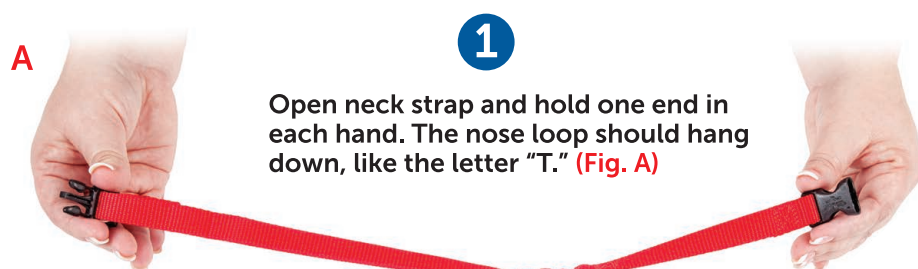 A
1
Open neck strap and hold one end in
each hand. The nose loop should hang
down, like the letter “T.” (Fig. A)